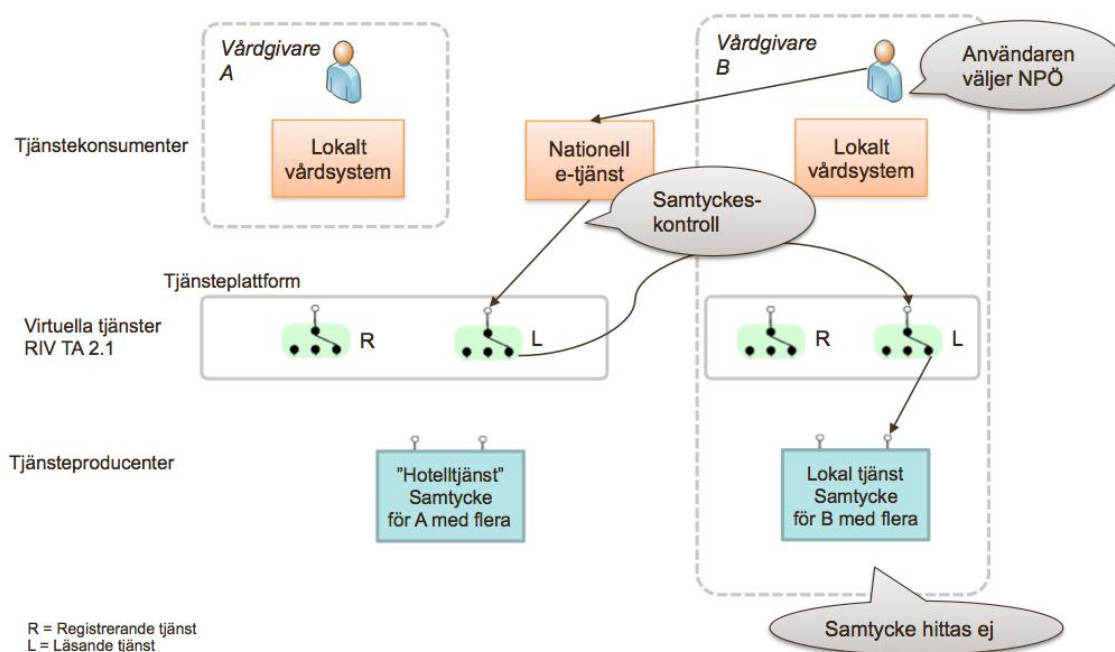 Vårdgivare
A
Vårdgivare
B
Användaren
väljer NPÖ
Tjänstekonsumenter
Lokalt
vårdsystem
Nationell
e-tjänst
Lokalt
vårdsystem
Samtyckes-
kontroll
Tjänsteplattform
Virtuella tjänster
RIV TA 2.1
R
L
R
L
Tjänsteproducenter
"Hotelltjänst"
Samtycke
för A med flera
Lokal tjänst
Samtycke
för B med flera
Samtycke hittas ej
R = Registrerande tjänst
L = Läsande tjänst